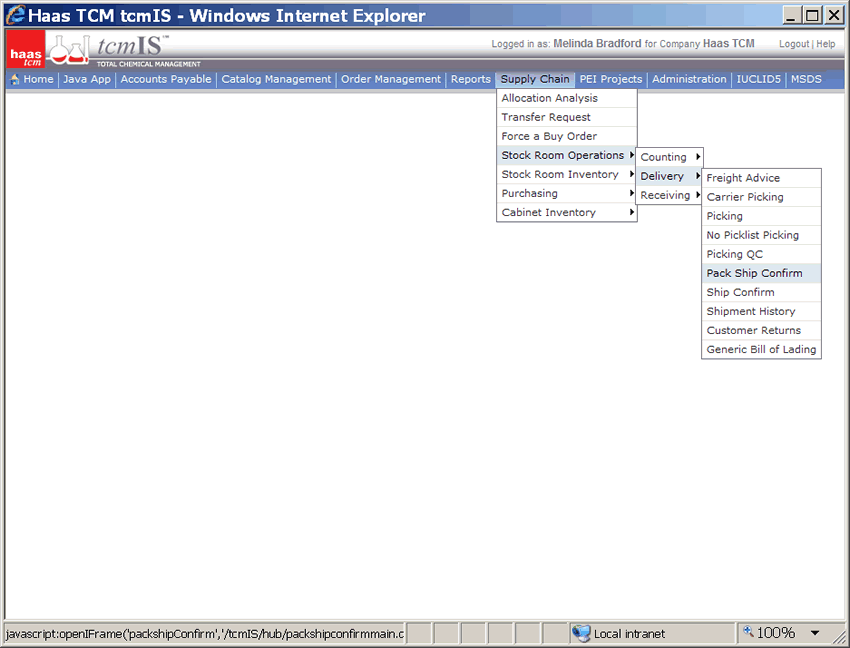 Haas TCM tcmIS - Windows Internet Explorer
haas tcm
tcmIS™
TOTAL CHEMICAL MANAGEMENT
Logged in as: Melinda Bradford for Company Haas TCM Logout | Help
Home | Java App | Accounts Payable | Catalog Management | Order Management | Reports | Supply Chain PEI Projects | Administration | IUCLID5 | MSDS
Allocation Analysis
Transfer Request
Force a Buy Order
Stock Room Operations
Stock Room Inventory
Purchasing
Cabinet Inventory
Counting
Delivery
Receiving
Freight Advice
Carrier Picking
Picking
No Picklist Picking
Picking QC
Pack Ship Confirm
Ship Confirm
Shipment History
Customer Returns
Generic Bill of Lading
javascript:openIFrame('packshipConfirm','/tcmIS/hub/packshipconfirmmain.c Local intranet 100%